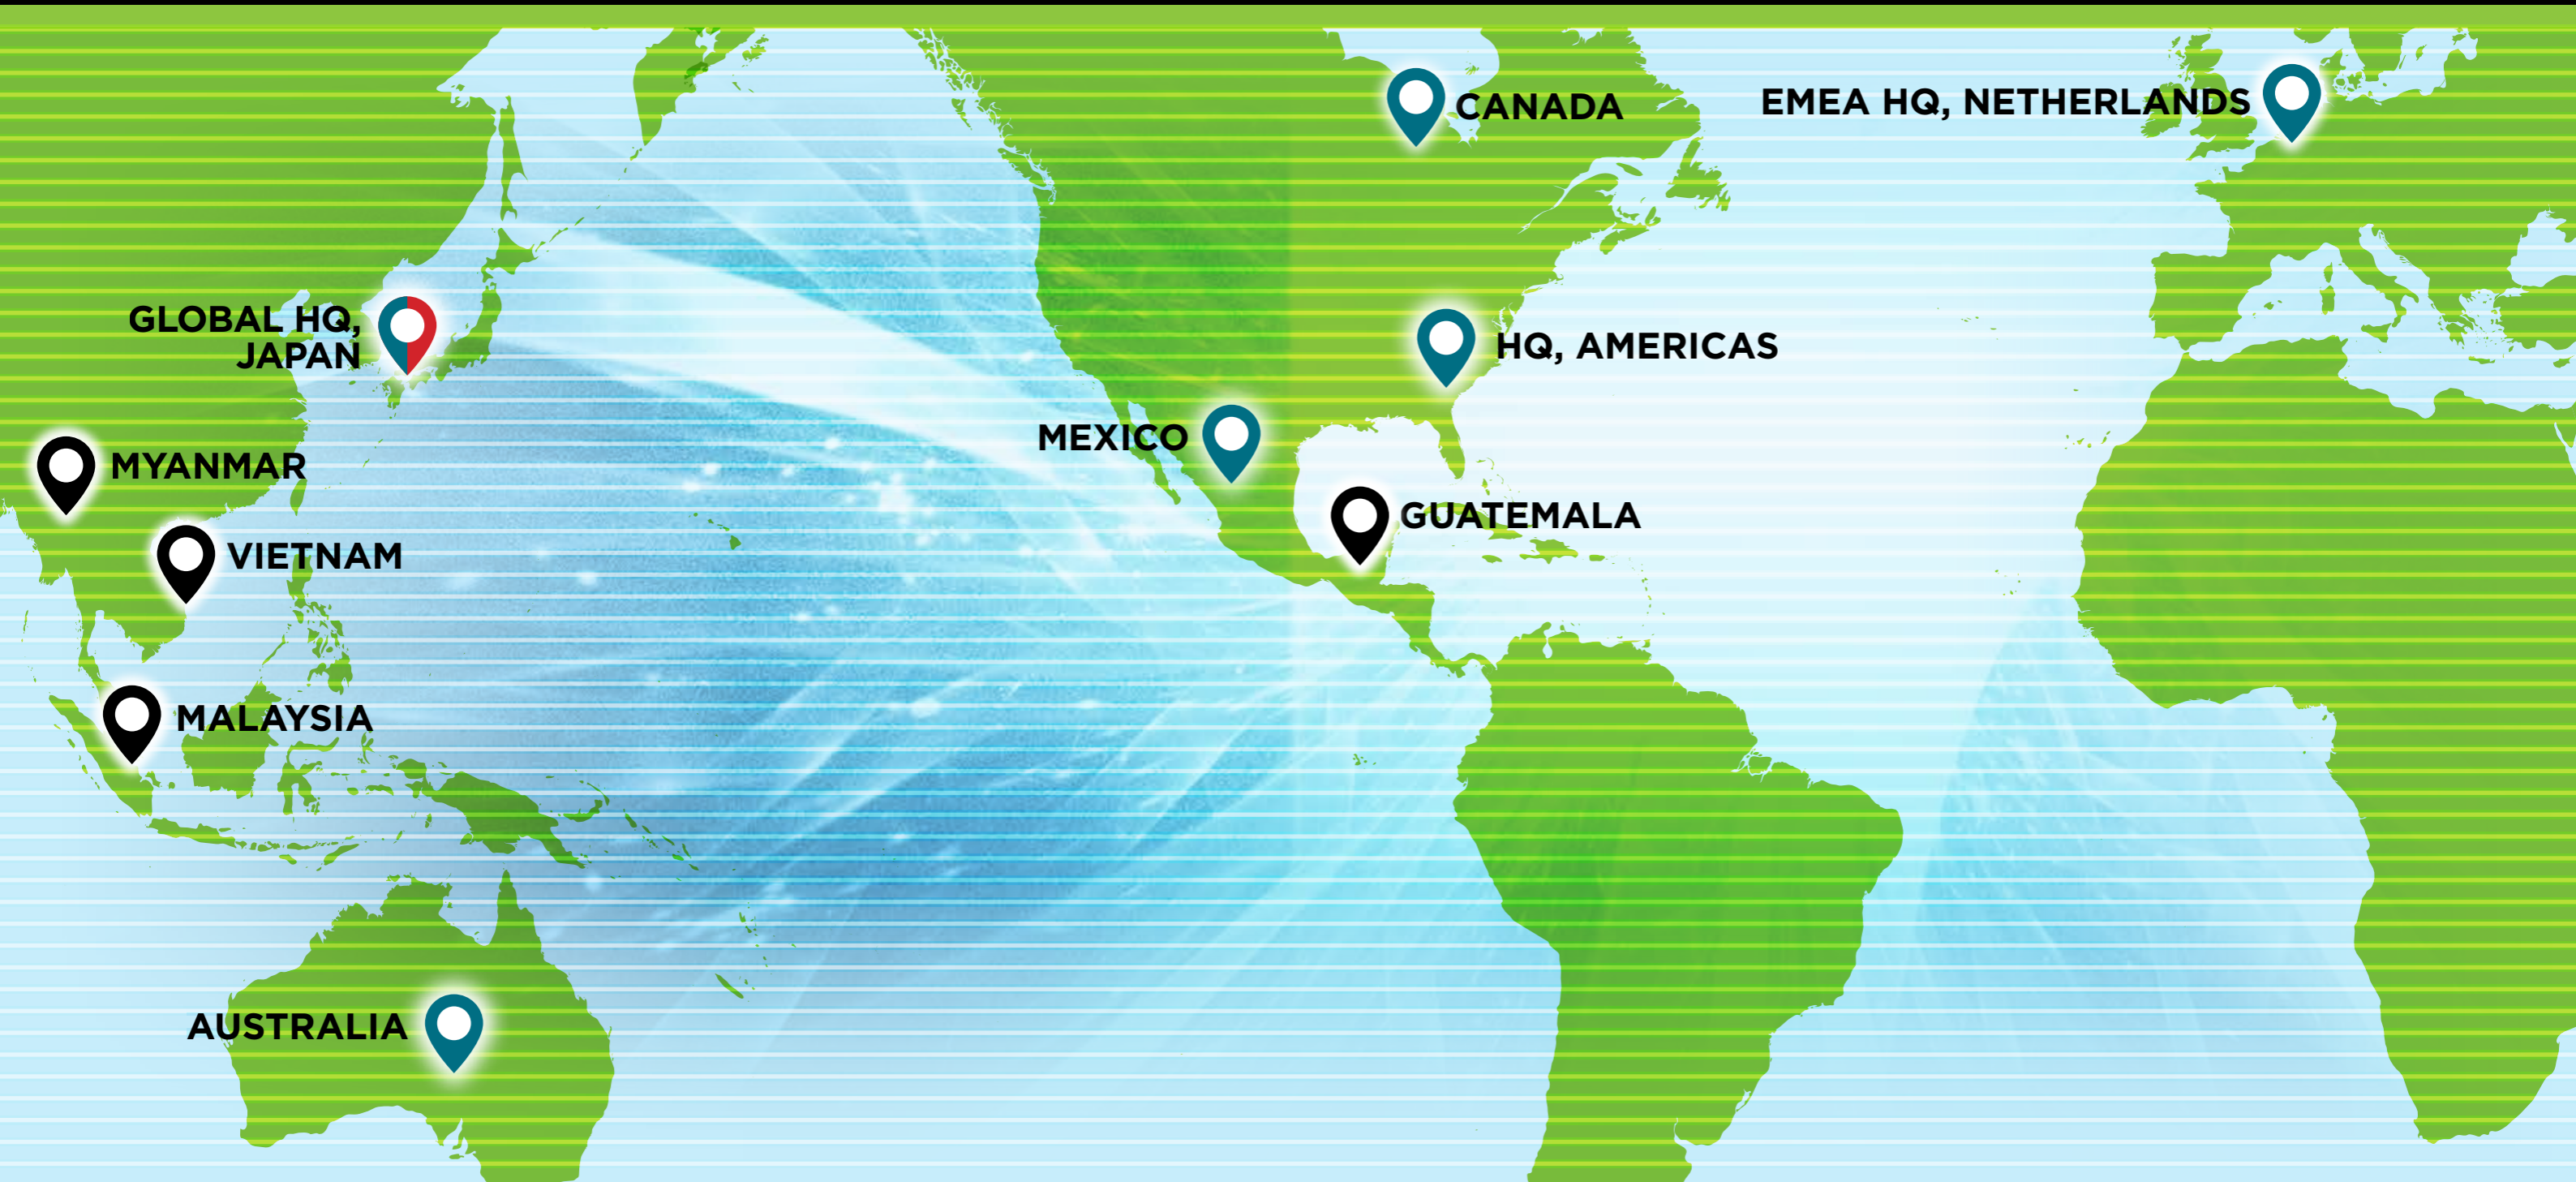 CANADA
EMEA HQ, NETHERLANDS
GLOBAL HQ,
JAPAN
HQ, AMERICAS
MEXICO
MYANMAR
GUATEMALA
VIETNAM
MALAYSIA
AUSTRALIA